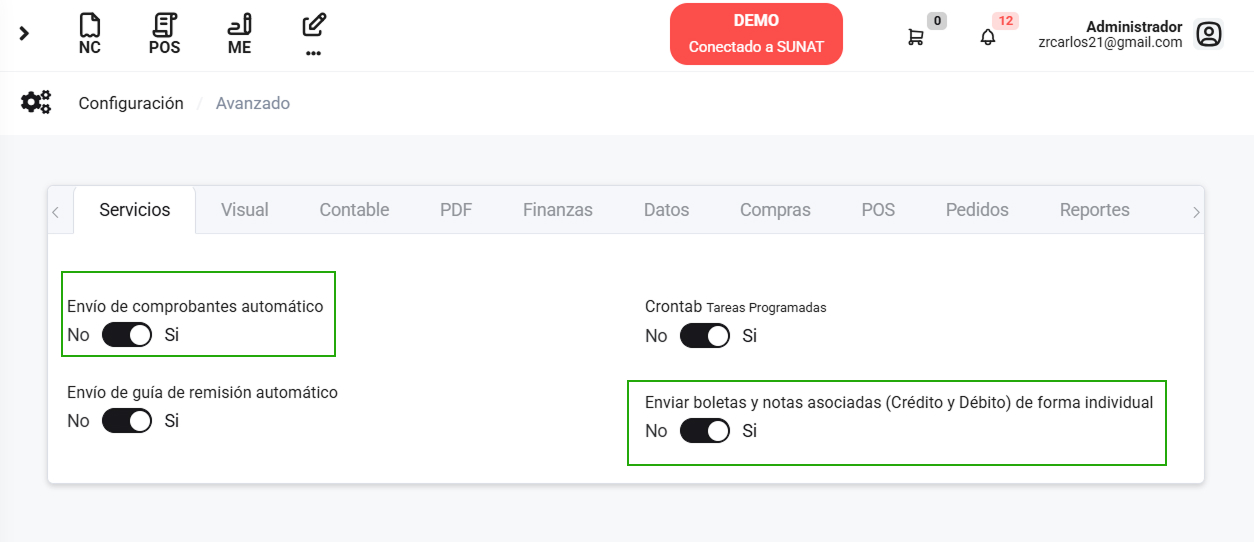 NC
POS
ME
...
DEMO
Conectado a SUNAT
0
12
Administrador
zrcarlos21@gmail.com
Configuración / Avanzado
Servicios Visual Contable PDF Finanzas Datos Compras POS Pedidos Reportes
Envío de comprobantes automático
No Si
Crontab Tareas Programadas
No Si
Envío de guía de remisión automático
No Si
Enviar boletas y notas asociadas (Crédito y Débito) de forma individual
No Si